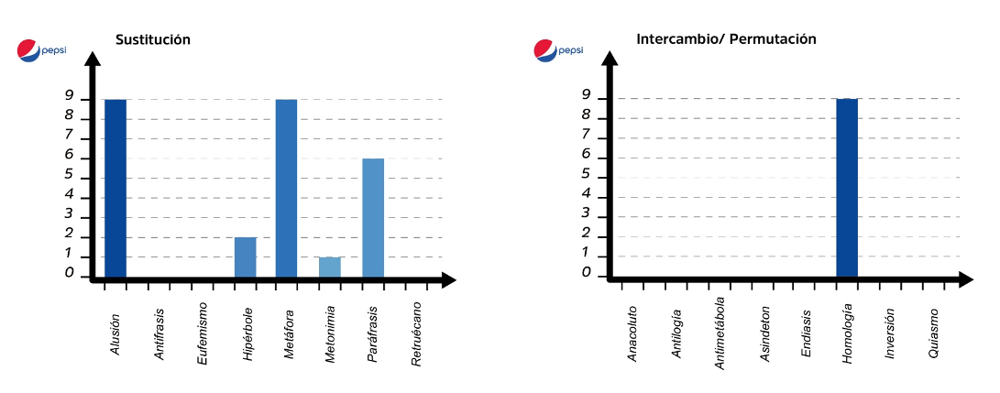 Sustitución
pepsi
9
8
7
6
5
4
3
2
1
0
Alusión
Antífrasis
Eufemismo
Hipérbole
Metáfora
Metonimia
Paráfrasis
Retruécano
Intercambio/ Permutación
pepsi
9
8
7
6
5
4
3
2
1
0
Anacoluto
Antilogía
Antimetábola
Asíndeton
Endíasis
Homología
Inversión
Quiasmo